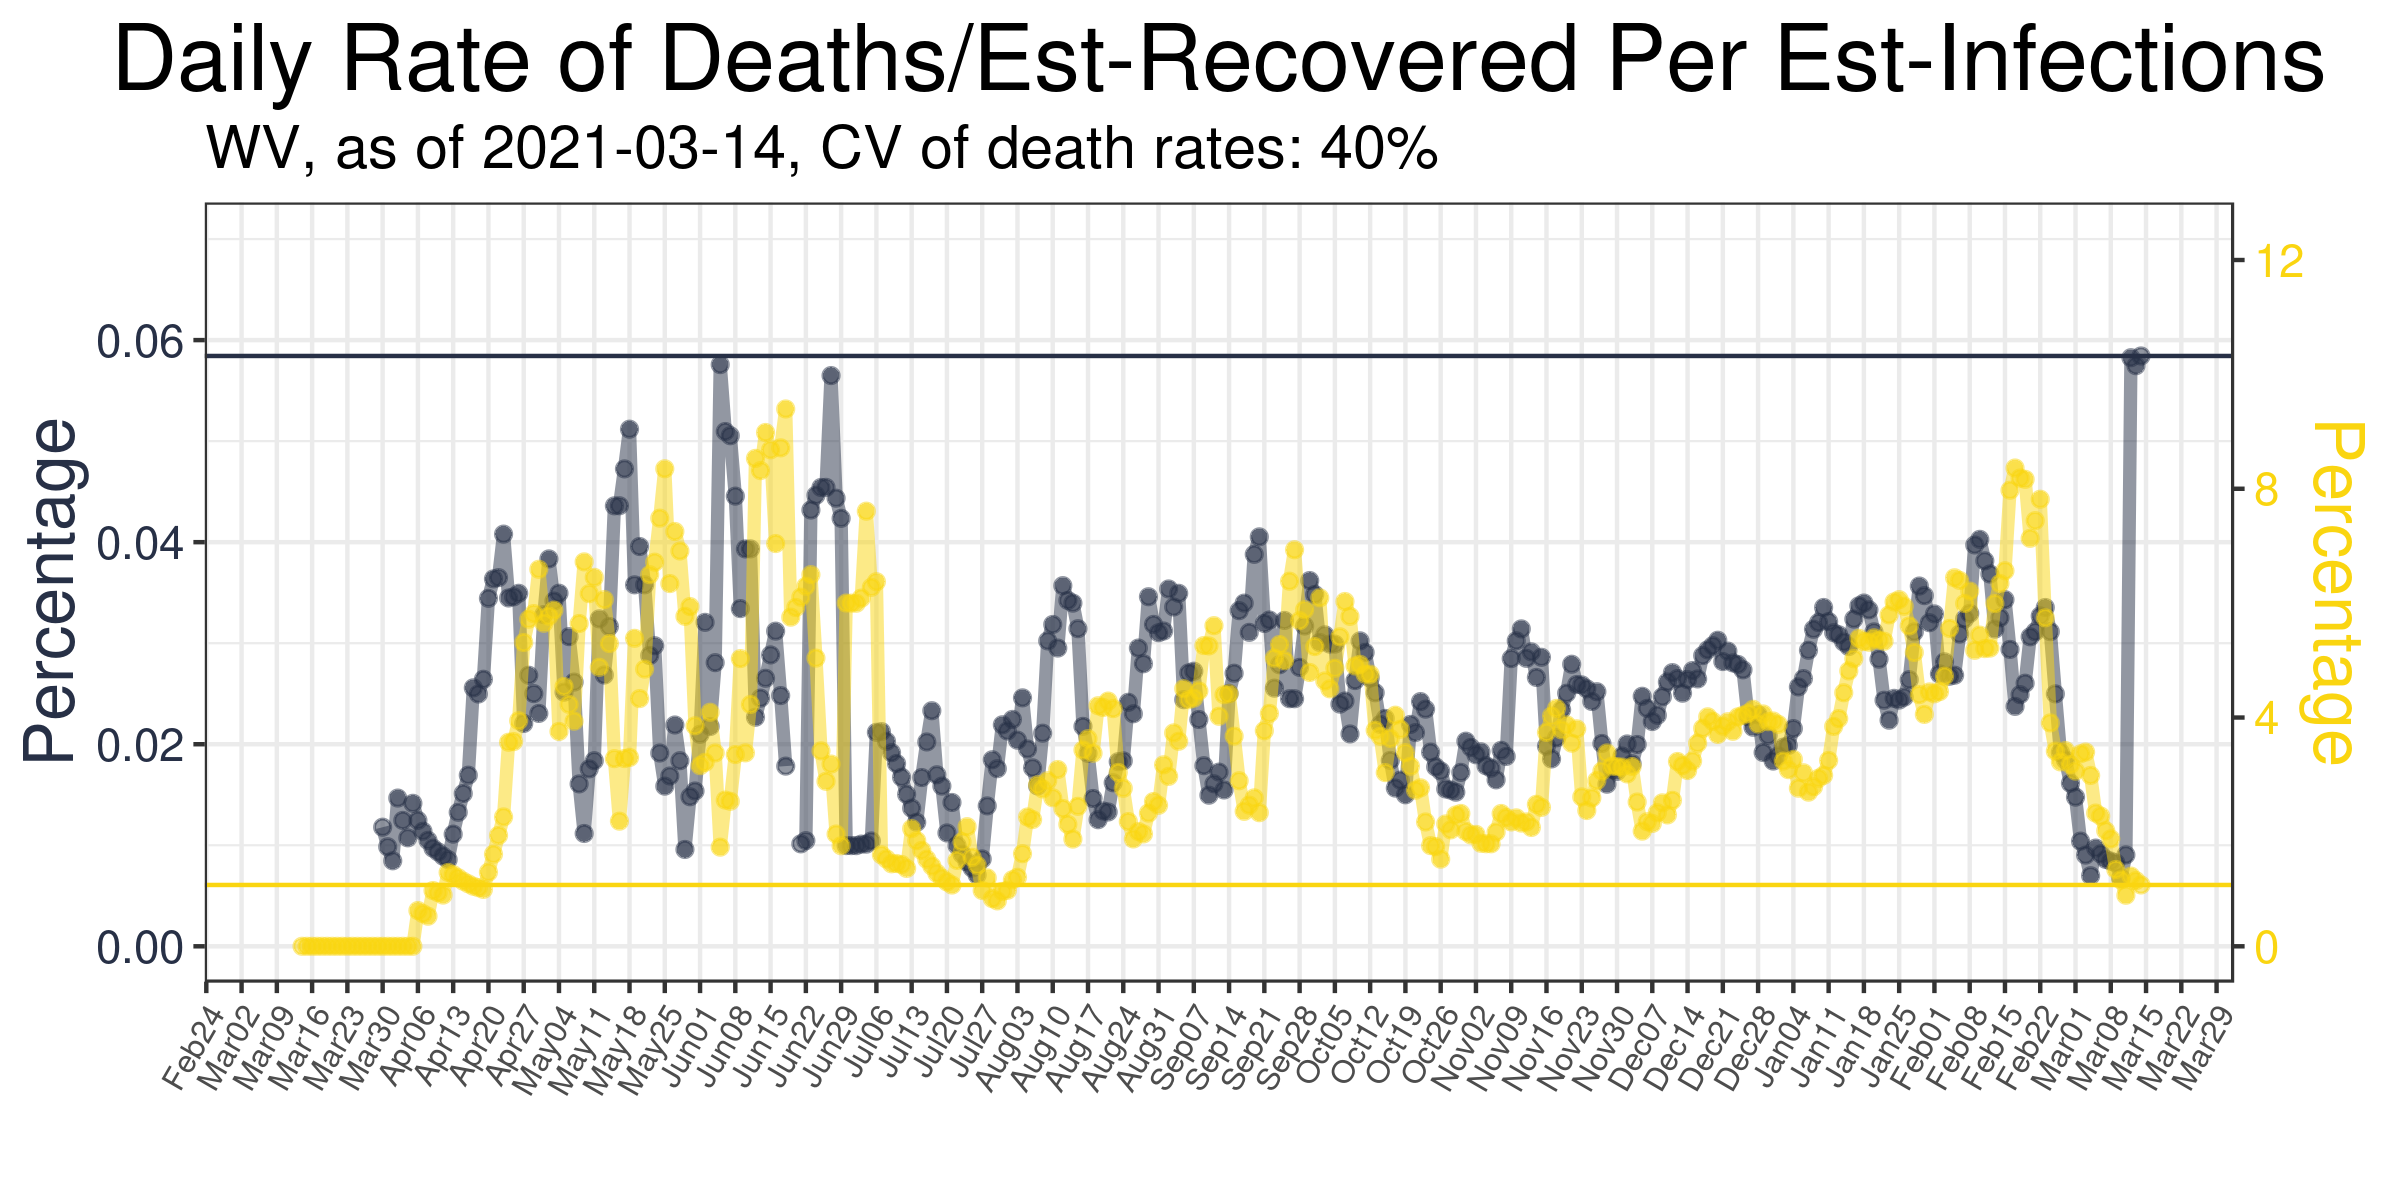 Daily Rate of Deaths/Est-Recovered Per Est-Infections
WV, as of 2021-03-14, CV of death rates: 40%
Percentage
0.06
0.04
0.02
0.00
12
8
4
0
Percentage
Feb24
Mar02
Mar09
Mar16
Mar23
Mar30
Apr06
Apr13
Apr20
Apr27
May04
May11
May18
May25
Jun01
Jun08
Jun15
Jun22
Jun29
Jul06
Jul13
Jul20
Jul27
Aug03
Aug10
Aug17
Aug24
Aug31
Sep07
Sep14
Sep21
Sep28
Oct05
Oct12
Oct19
Oct26
Nov02
Nov09
Nov16
Nov23
Nov30
Dec07
Dec14
Dec21
Dec28
Jan04
Jan11
Jan18
Jan25
Feb01
Feb08
Feb15
Feb22
Mar01
Mar08
Mar15
Mar22
Mar29